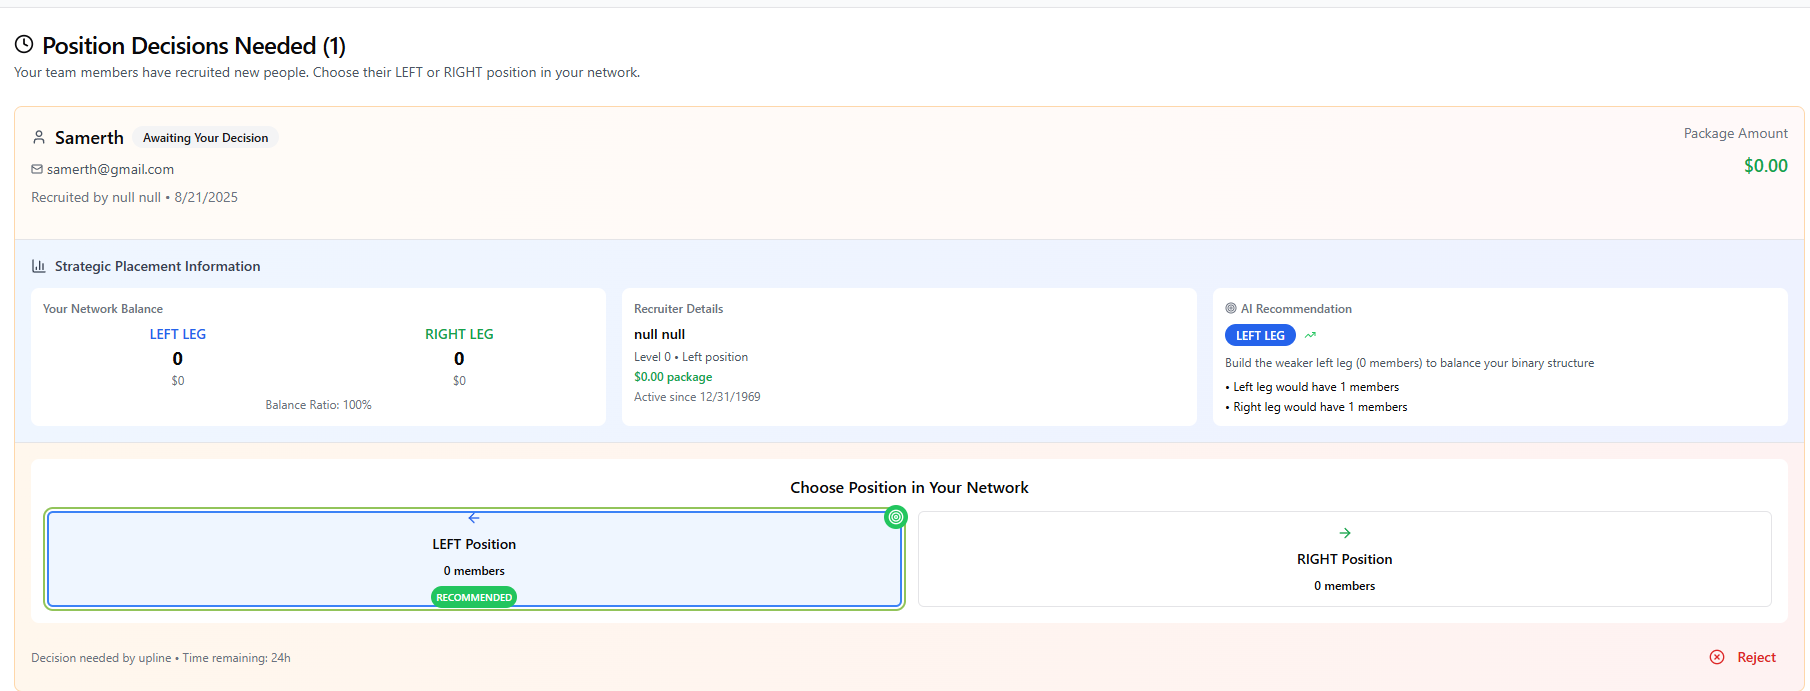 Position Decisions Needed (1)
Your team members have recruited new people. Choose their LEFT or RIGHT position in your network.
Samerth Awaiting Your Decision
Package Amount
samerth@gmail.com
$0.00
Recruited by null null • 8/21/2025
Strategic Placement Information
Your Network Balance
LEFT LEG RIGHT LEG
0 0
$0 $0
Balance Ratio: 100%
Recruiter Details
null null
Level 0 • Left position
$0.00 package
Active since 12/31/1969
AI Recommendation
LEFT LEG
Build the weaker left leg (0 members) to balance your binary structure
• Left leg would have 1 members
• Right leg would have 1 members
Choose Position in Your Network
LEFT Position
0 members
RECOMMENDED
RIGHT Position
0 members
Decision needed by upline • Time remaining: 24h
Reject